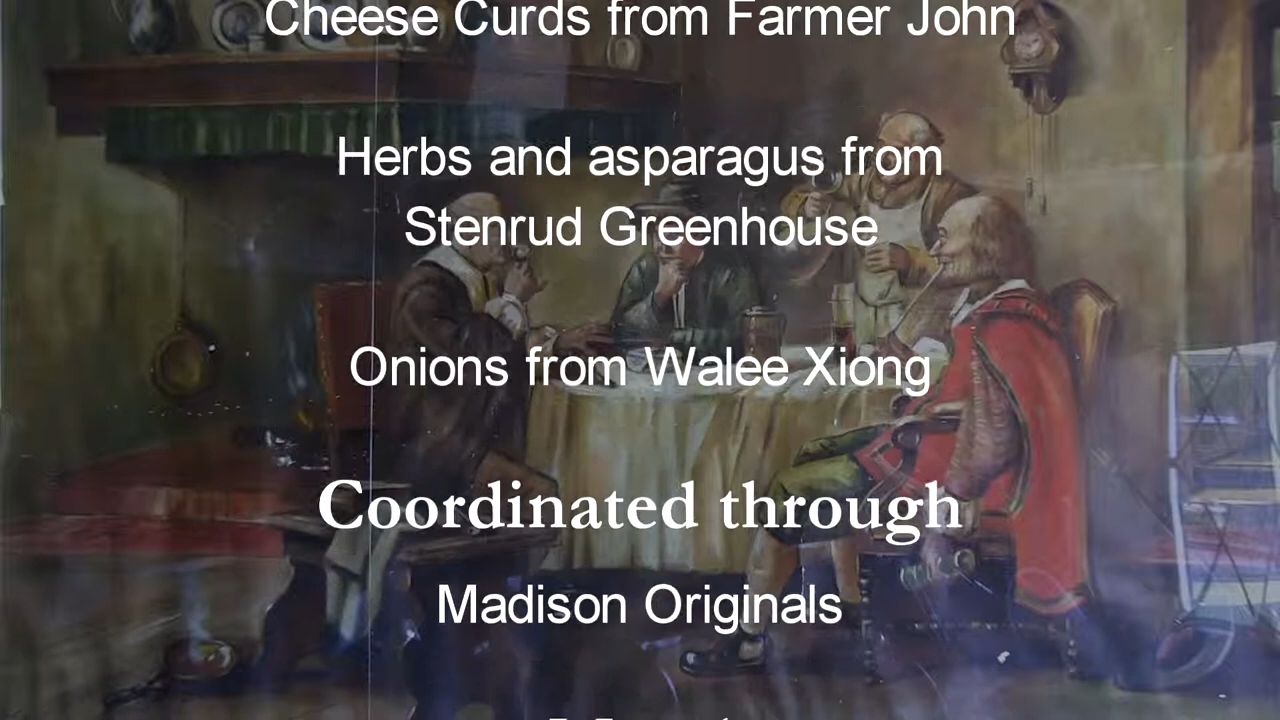 Cheese Curds from Farmer John
Herbs and asparagus from
Stenrud Greenhouse
Onions from Walee Xiong
Coordinated through
Madison Originals